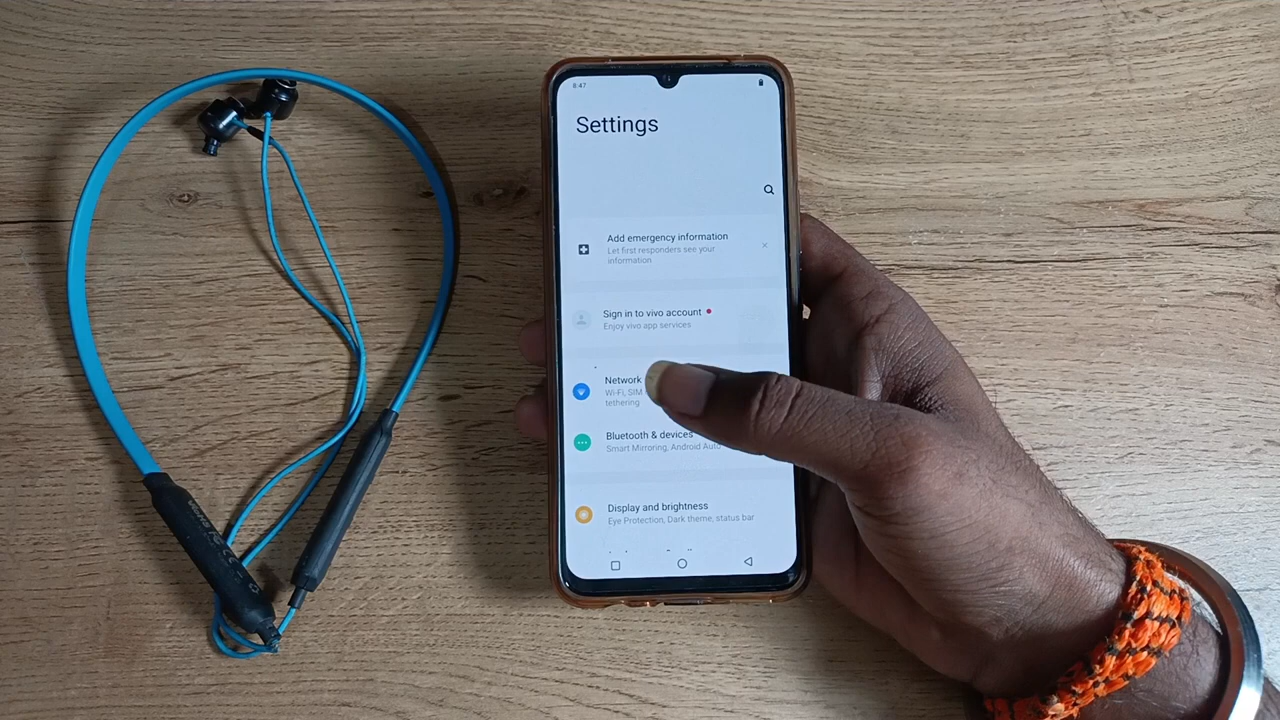 8:47
Settings
Add emergency information
Let first responders see your
information
Sign in to vivo account
Enjoy vivo app services
Network
Wi-Fi, SIM
tethering
Bluetooth & devices
Smart Mirroring, Android Auto
Display and brightness
Eye Protection, Dark theme, status bar